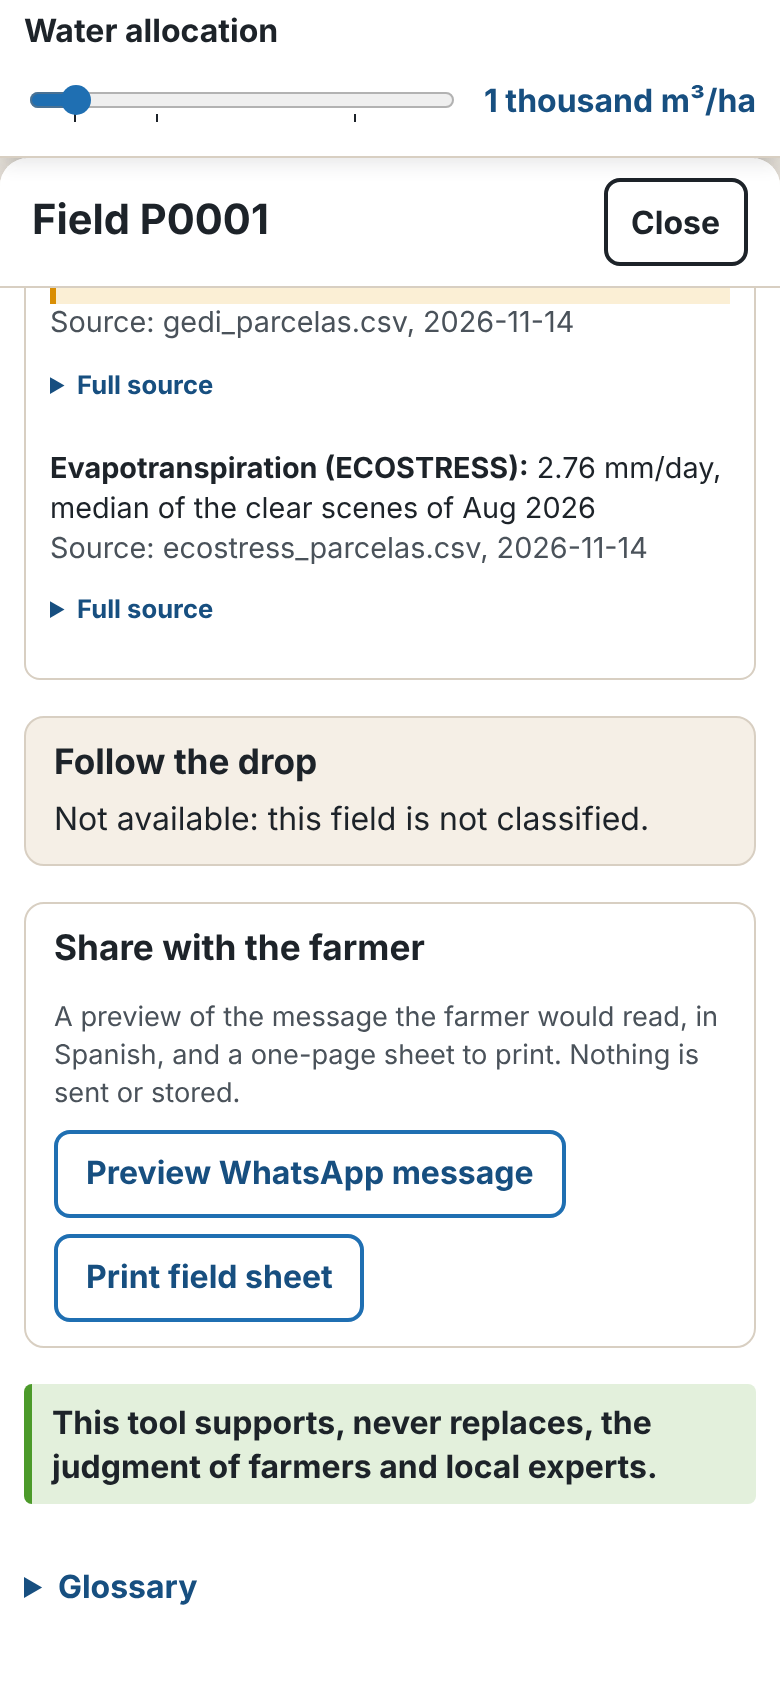 Water allocation
1 thousand m³/ha
Field P0001
Close
Source: gedi_parcelas.csv, 2026-11-14
Full source
Evapotranspiration (ECOSTRESS): 2.76 mm/day,
median of the clear scenes of Aug 2026
Source: ecostress_parcelas.csv, 2026-11-14
Full source
Follow the drop
Not available: this field is not classified.
Share with the farmer
A preview of the message the farmer would read, in
Spanish, and a one-page sheet to print. Nothing is
sent or stored.
Preview WhatsApp message
Print field sheet
This tool supports, never replaces, the
judgment of farmers and local experts.
Glossary